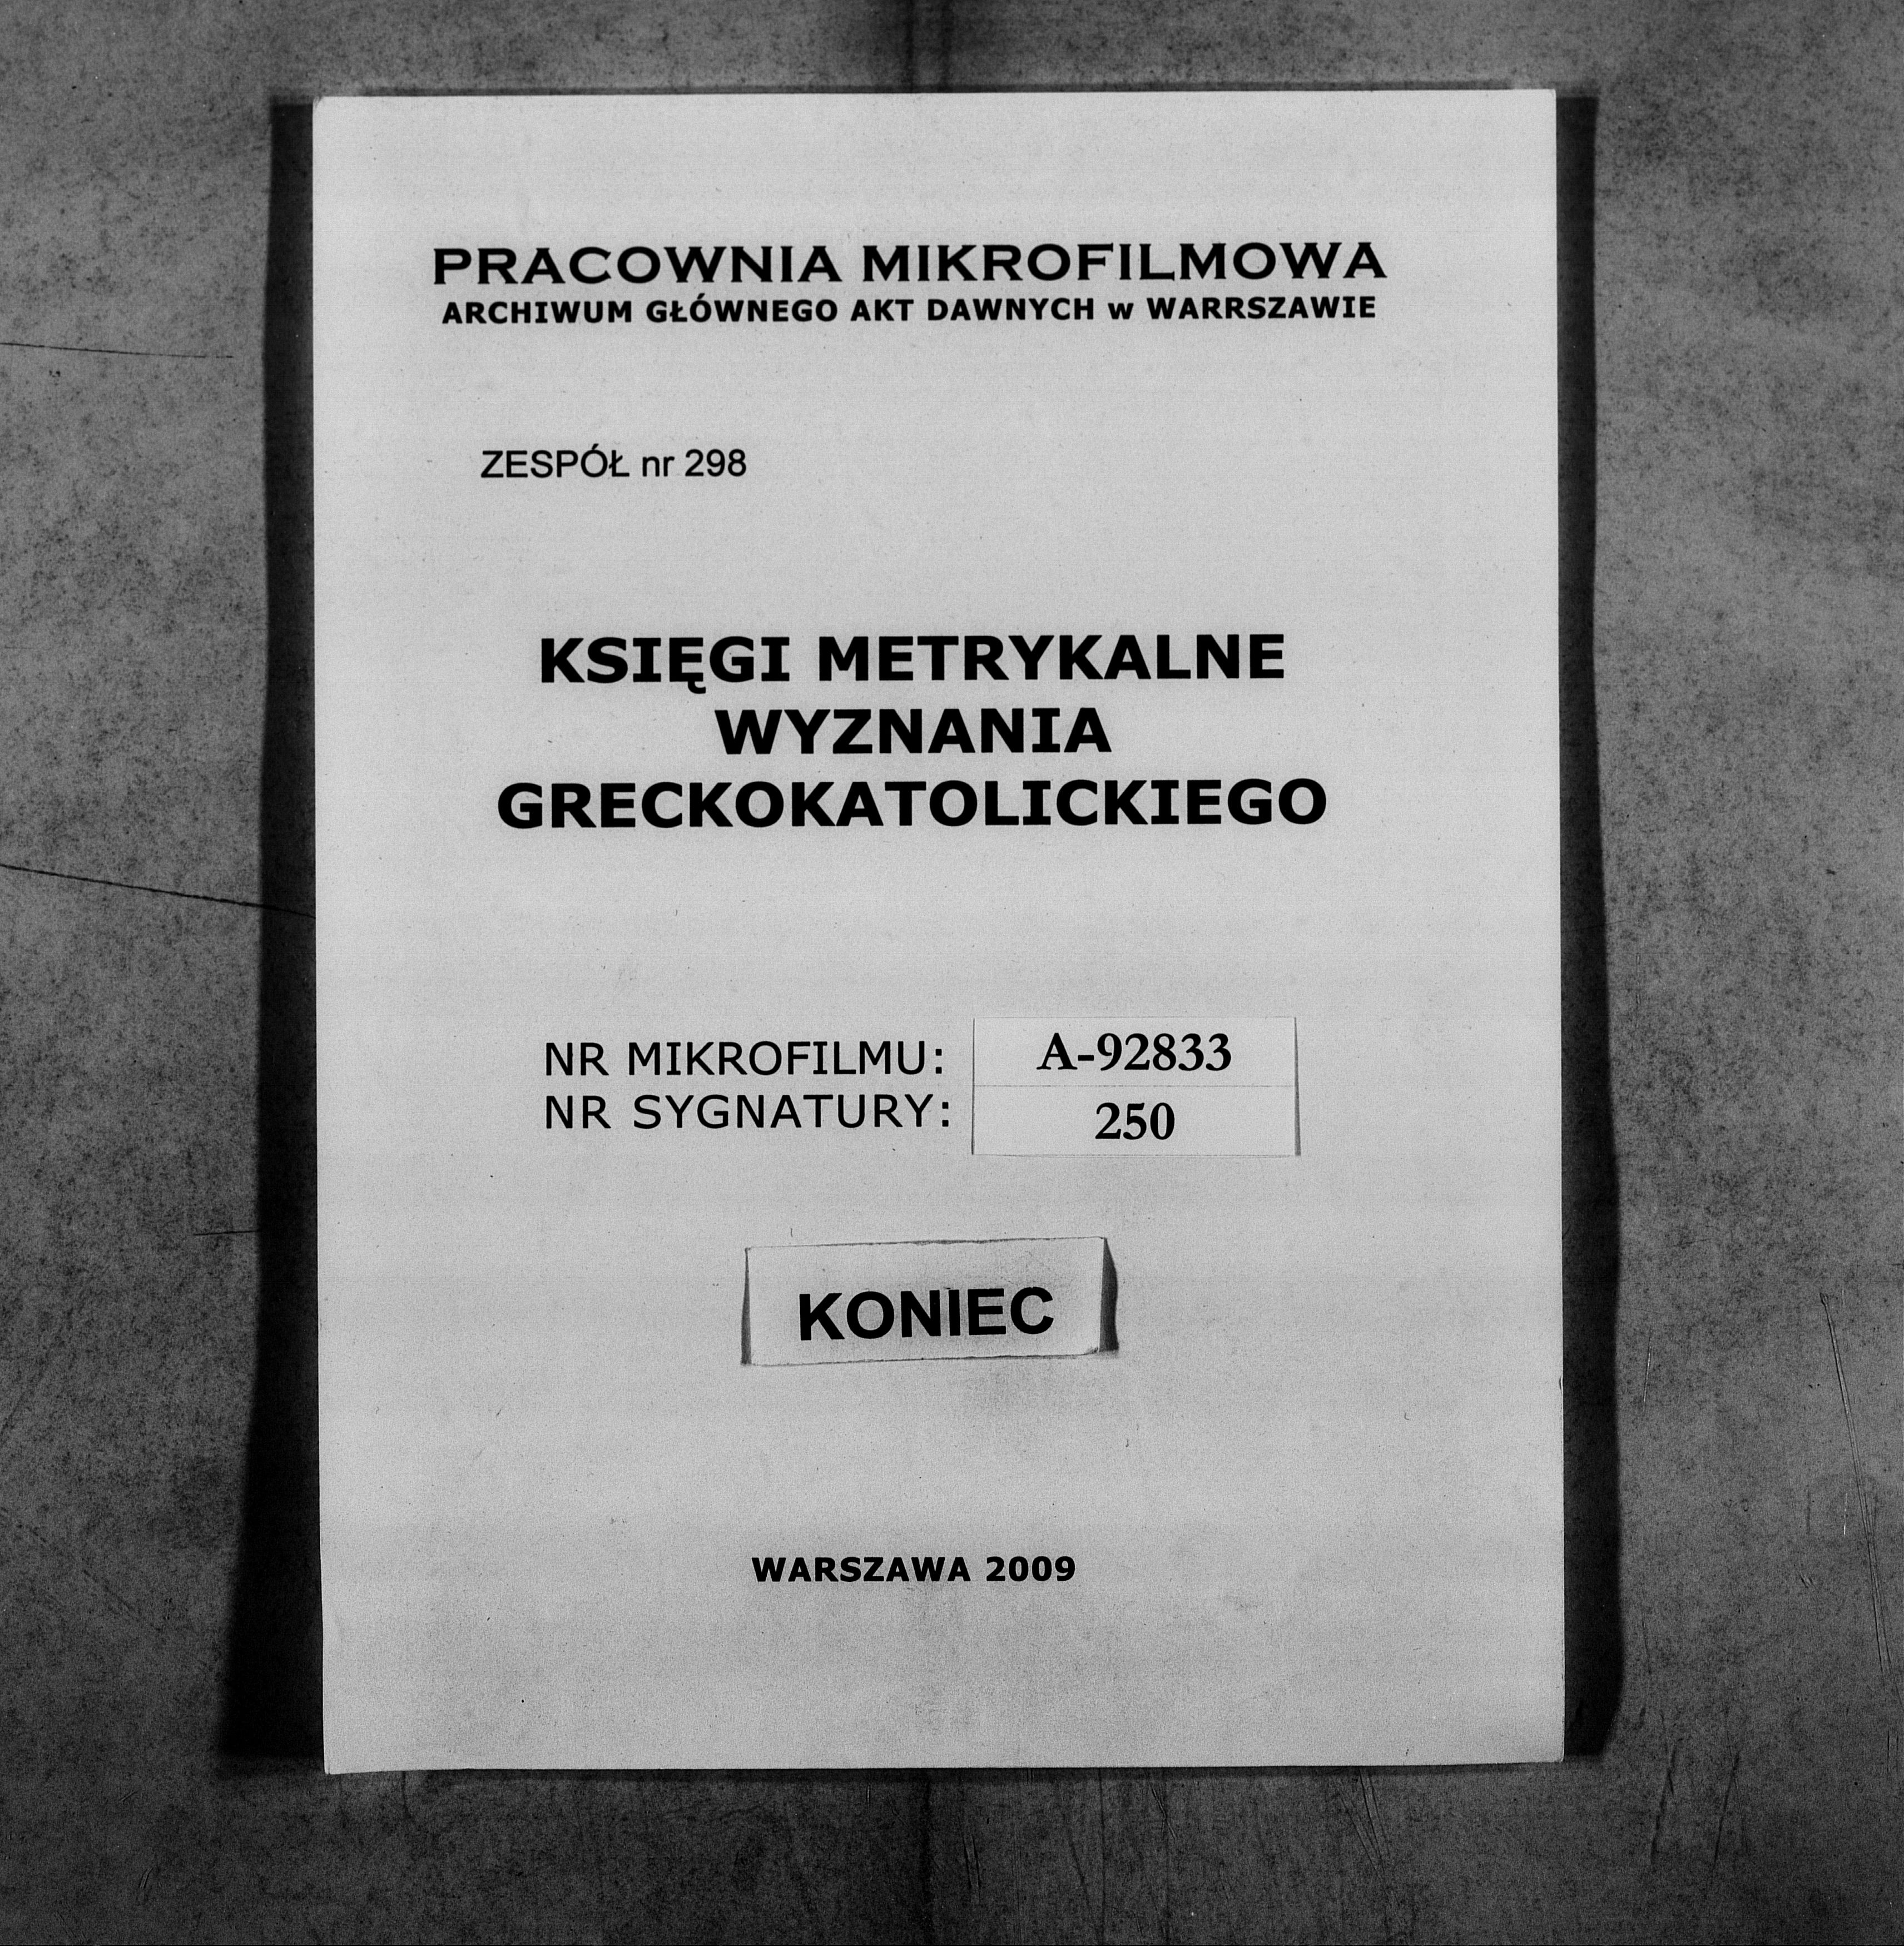 PRACOWNIA MIKROFILMOWA
ARCHIWUM GŁÓWNEGO AKT DAWNYCH w WARRSZAWIE
ZESPÓŁ nr 298
KSIĘGI METRYKALNE
WYZNANIA
GRECKOKATOLICKIEGO
NR MIKROFILMU: A-92833
NR SYGNATURY: 250
KONIEC
WARSZAWA 2009